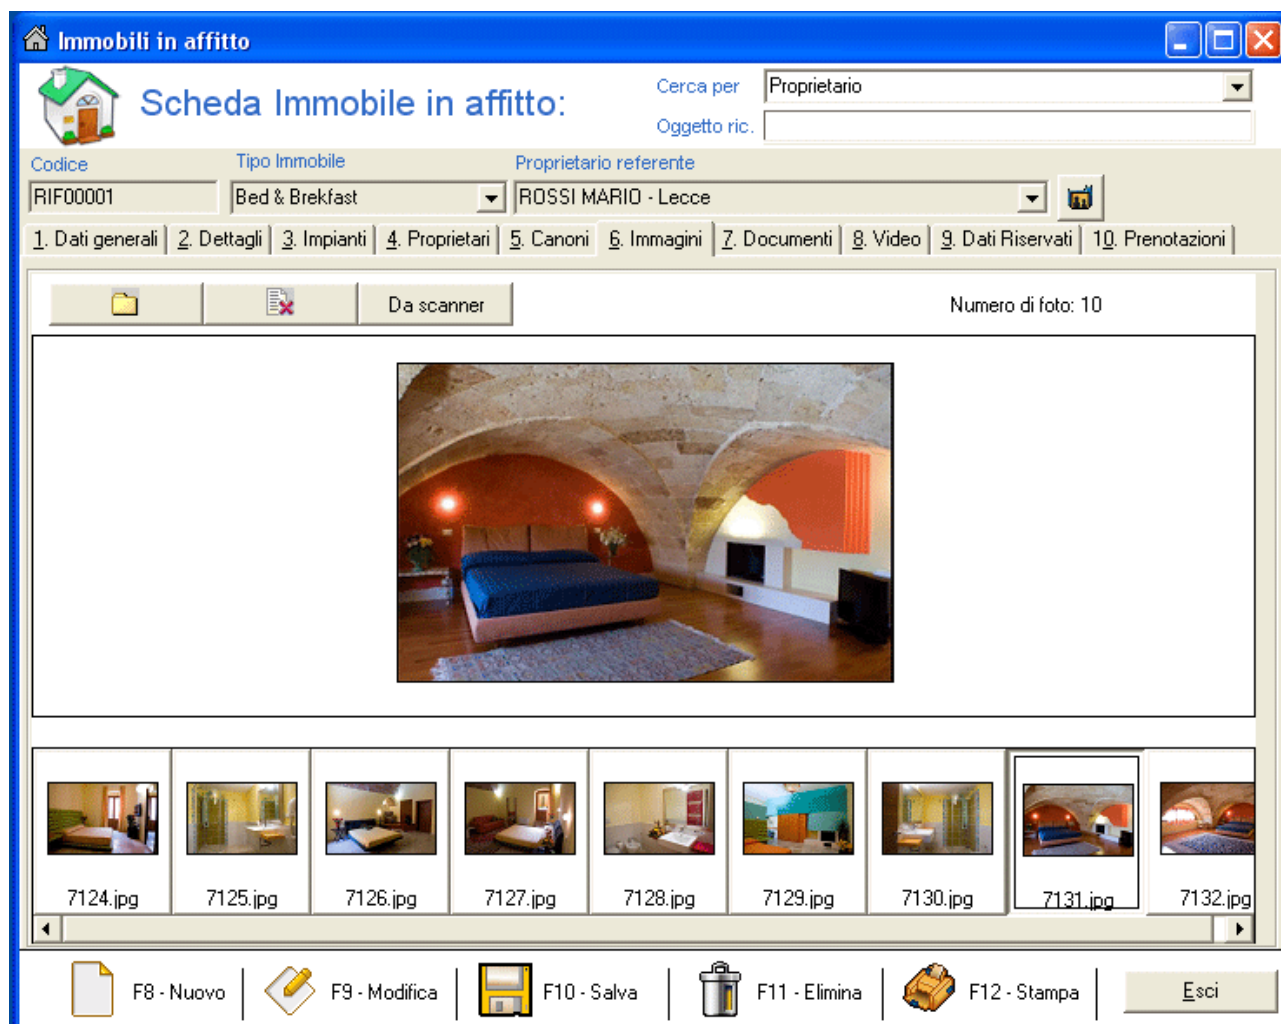 Immobili in affitto
Scheda Immobile in affitto:
Cerca per Proprietario
Oggetto ric.
Codice Tipo Immobile Proprietario referente
RIF00001 Bed & Brekfast ROSSI MARIO - Lecce
1. Dati generali 2. Dettagli 3. Impianti 4. Proprietari 5. Canoni 6. Immagini 7. Documenti 8. Video 9. Dati Riservati 10. Prenotazioni
Da scanner Numero di foto: 10
7124.jpg 7125.jpg 7126.jpg 7127.jpg 7128.jpg 7129.jpg 7130.jpg 7131.jpg 7132.jpg
F8 - Nuovo F9 - Modifica F10 - Salva F11 - Elimina F12 - Stampa Esci